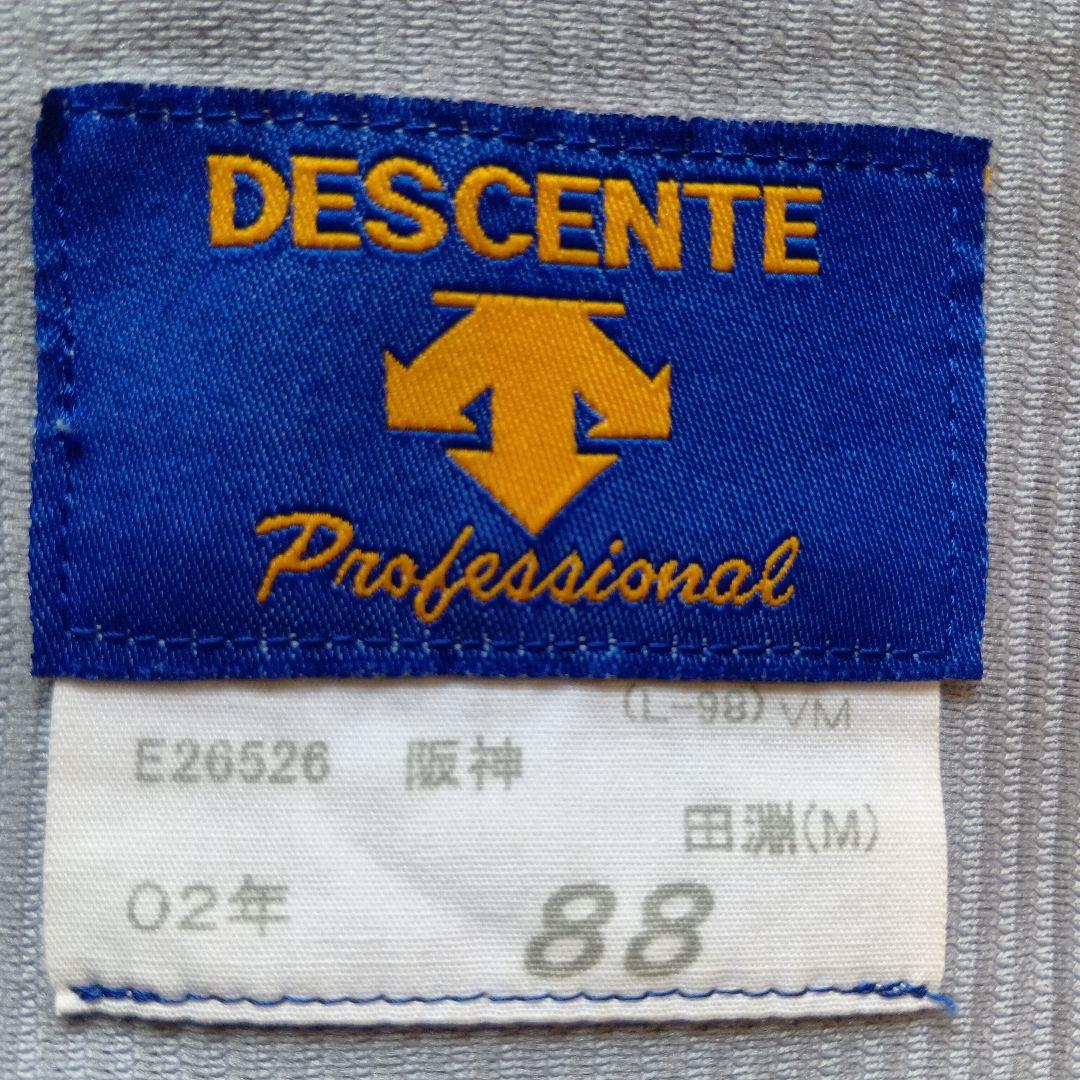 DESCENTE
Professional
(L-98) VM
E26526 阪神
田淵(M)
02年 88